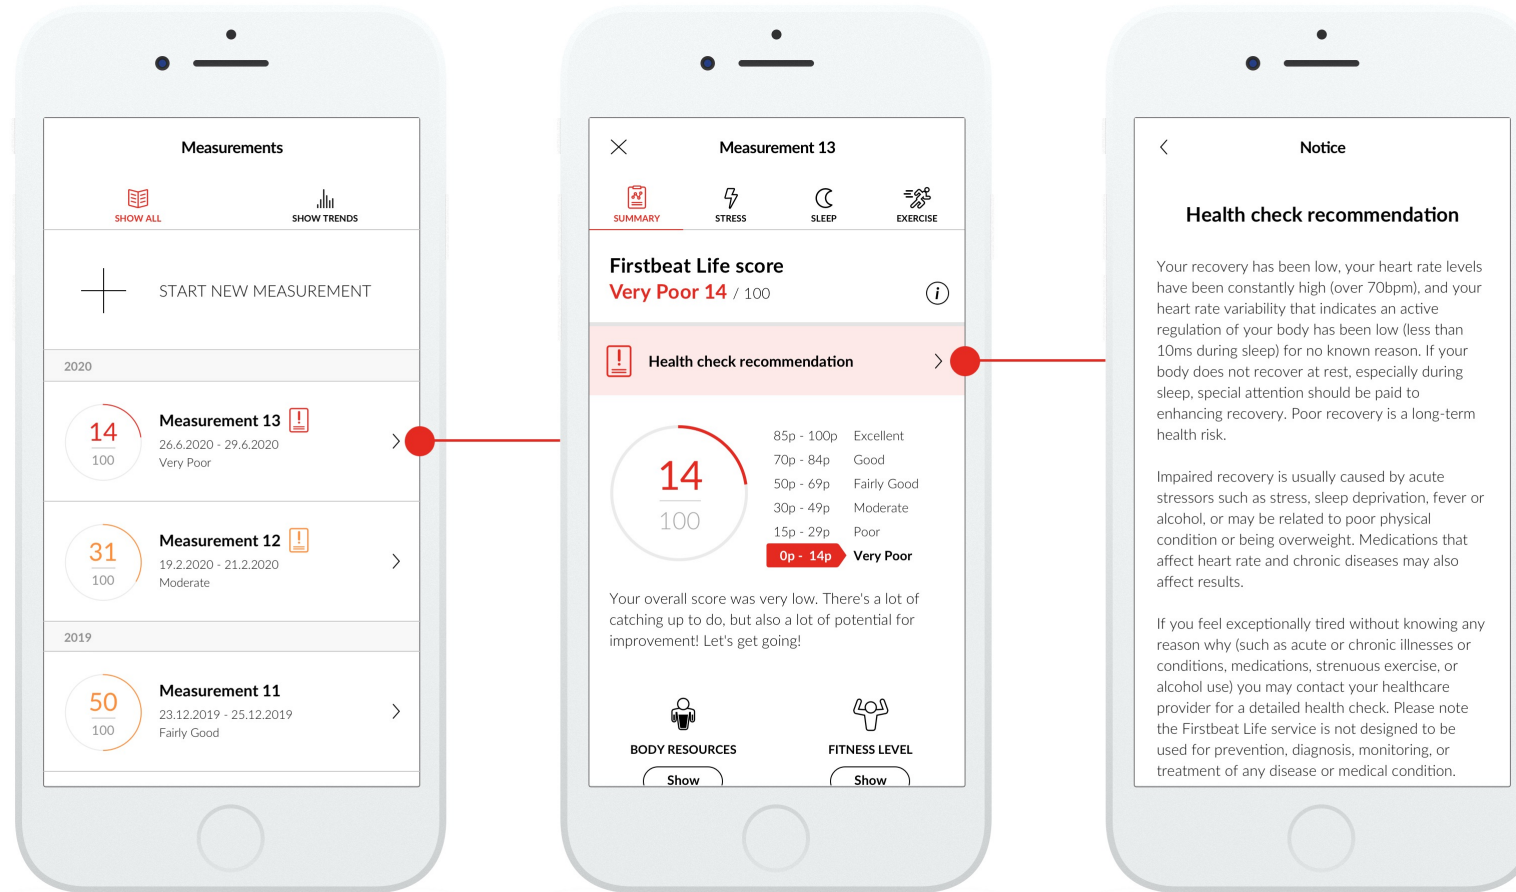 Measurements
SHOW ALL
SHOW TRENDS
START NEW MEASUREMENT
2020
14
100
Measurement 13
26.6.2020 - 29.6.2020
Very Poor
31
100
Measurement 12
19.2.2020 - 21.2.2020
Moderate
2019
50
100
Measurement 11
23.12.2019 - 25.12.2019
Fairly Good
Measurement 13
SUMMARY
STRESS
SLEEP
EXERCISE
Firstbeat Life score
Very Poor 14 / 100
i
Health check recommendation
14
100
85p - 100p Excellent
70p - 84p Good
50p - 69p Fairly Good
30p - 49p Moderate
15p - 29p Poor
0p - 14p Very Poor
Your overall score was very low. There's a lot of
catching up to do, but also a lot of potential for
improvement! Let's get going!
BODY RESOURCES
Show
FITNESS LEVEL
Show
Notice
Health check recommendation
Your recovery has been low, your heart rate levels
have been constantly high (over 70bpm), and your
heart rate variability that indicates an active
regulation of your body has been low (less than
10ms during sleep) for no known reason. If your
body does not recover at rest, especially during
sleep, special attention should be paid to
enhancing recovery. Poor recovery is a long-term
health risk.
Impaired recovery is usually caused by acute
stressors such as stress, sleep deprivation, fever or
alcohol, or may be related to poor physical
condition or being overweight. Medications that
affect heart rate and chronic diseases may also
affect results.
If you feel exceptionally tired without knowing any
reason why (such as acute or chronic illnesses or
conditions, medications, strenuous exercise, or
alcohol use) you may contact your healthcare
provider for a detailed health check. Please note
the Firstbeat Life service is not designed to be
used for prevention, diagnosis, monitoring, or
treatment of any disease or medical condition.